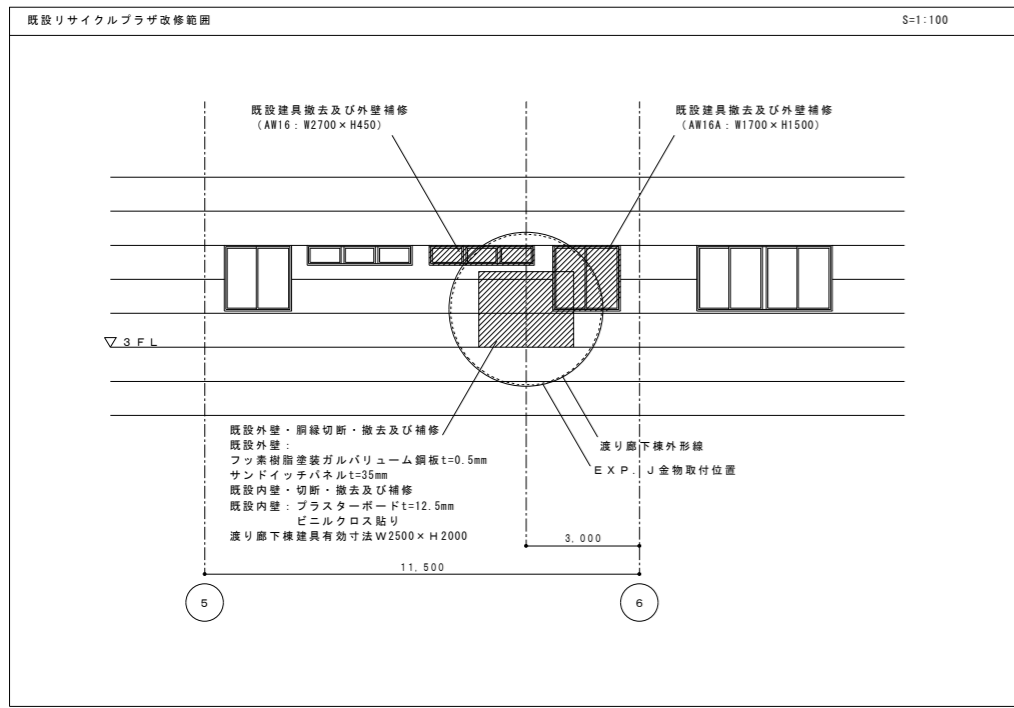 既設リサイクルプラザ改修範囲
S=1:100
既設建具撤去及び外壁補修
(AW16：W2700×H450)
既設建具撤去及び外壁補修
(AW16A：W1700×H1500)
▽3FL
既設外壁・胴縁切断・撤去及び補修
既設外壁：
フッ素樹脂塗装ガルバリューム鋼板t=0.5mm
サンドイッチパネルt=35mm
既設内壁・切断・撤去及び補修
既設内壁：プラスターボードt=12.5mm
ビニルクロス貼り
渡り廊下棟建具有効寸法W2500×H2000
渡り廊下棟外形線
EXP.J金物取付位置
3,000
11,500
5
6